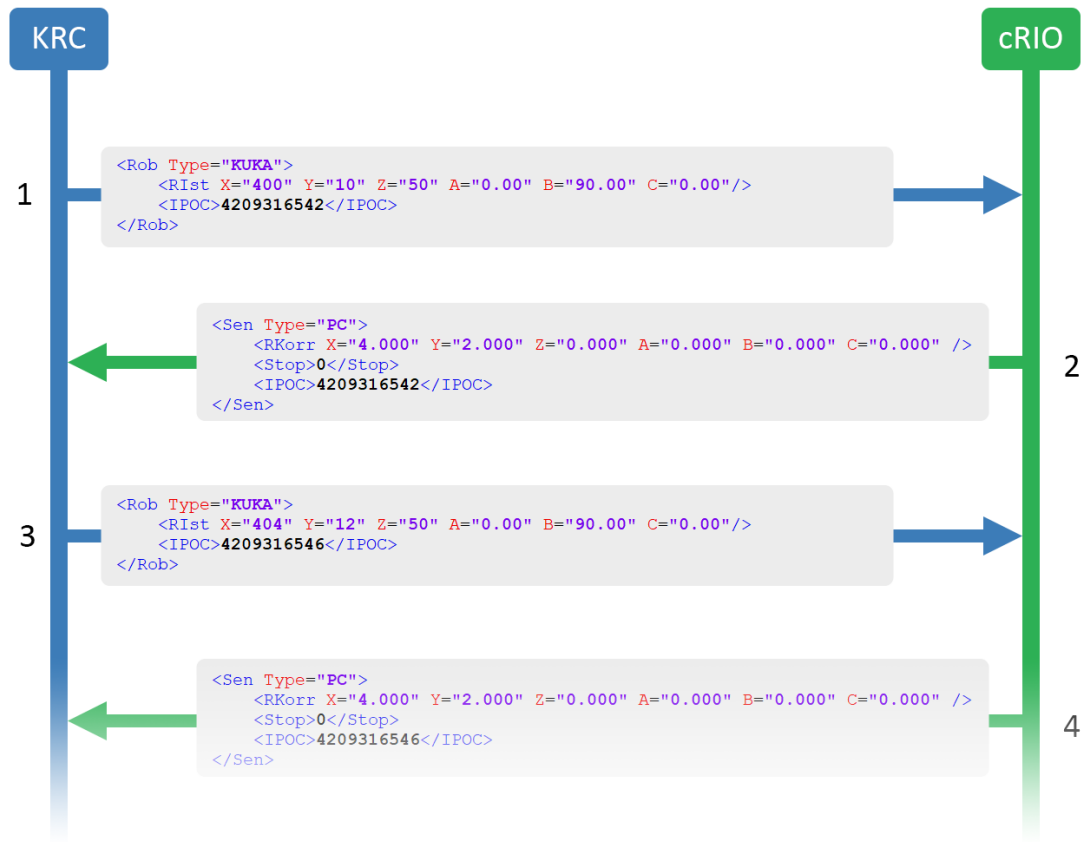 KRC
cRIO
1
<Rob Type="KUKA">
<RIst X="400" Y="10" Z="50" A="0.00" B="90.00" C="0.00"/>
<IPOC>4209316542</IPOC>
</Rob>
<Sen Type="PC">
<RKorr X="4.000" Y="2.000" Z="0.000" A="0.000" B="0.000" C="0.000" />
<Stop>0</Stop>
<IPOC>4209316542</IPOC>
</Sen>
2
3
<Rob Type="KUKA">
<RIst X="404" Y="12" Z="50" A="0.00" B="90.00" C="0.00"/>
<IPOC>4209316546</IPOC>
</Rob>
<Sen Type="PC">
<RKorr X="4.000" Y="2.000" Z="0.000" A="0.000" B="0.000" C="0.000" />
<Stop>0</Stop>
<IPOC>4209316546</IPOC>
</Sen>
4